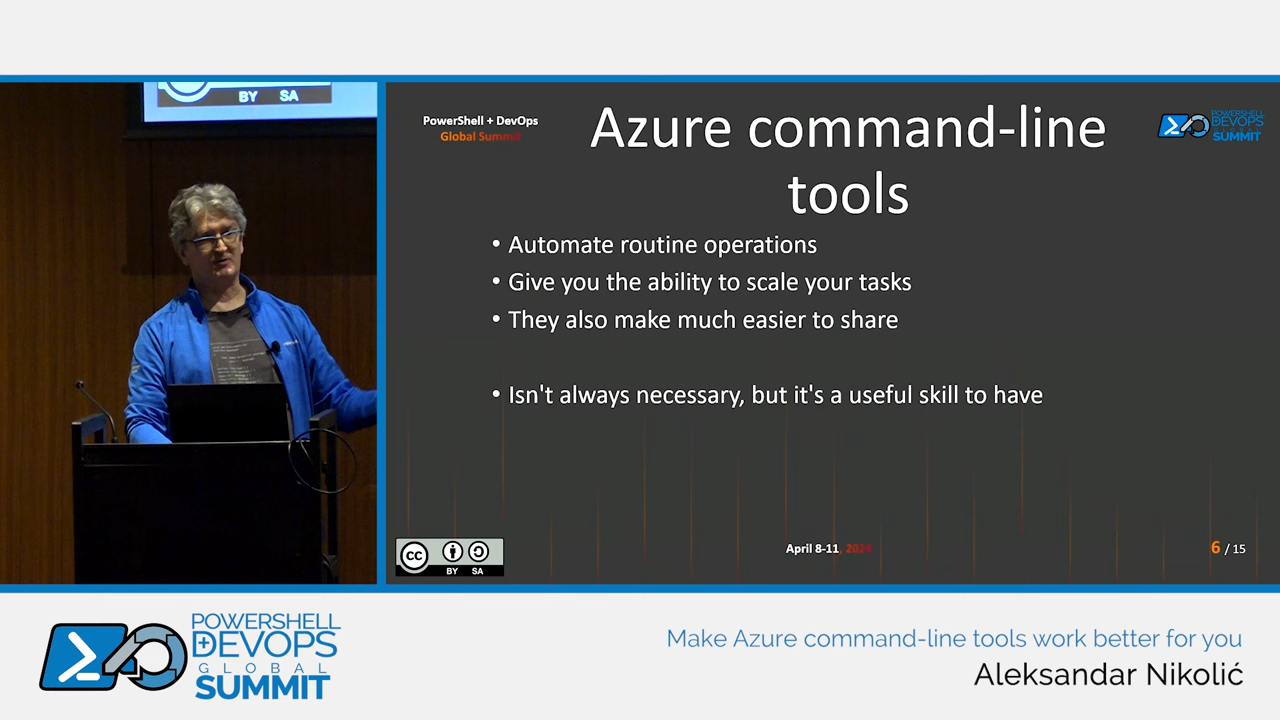 BY SA
PowerShell + DevOps
Global Summit
Azure command-line
tools
POWERSHELL
DEVOPS
GLOBAL
SUMMIT
• Automate routine operations
• Give you the ability to scale your tasks
• They also make much easier to share
• Isn't always necessary, but it's a useful skill to have
cc
BY SA
April 8-11, 2024
6 / 15
POWERSHELL
DEVOPS
GLOBAL
SUMMIT
Make Azure command-line tools work better for you
Aleksandar Nikolić